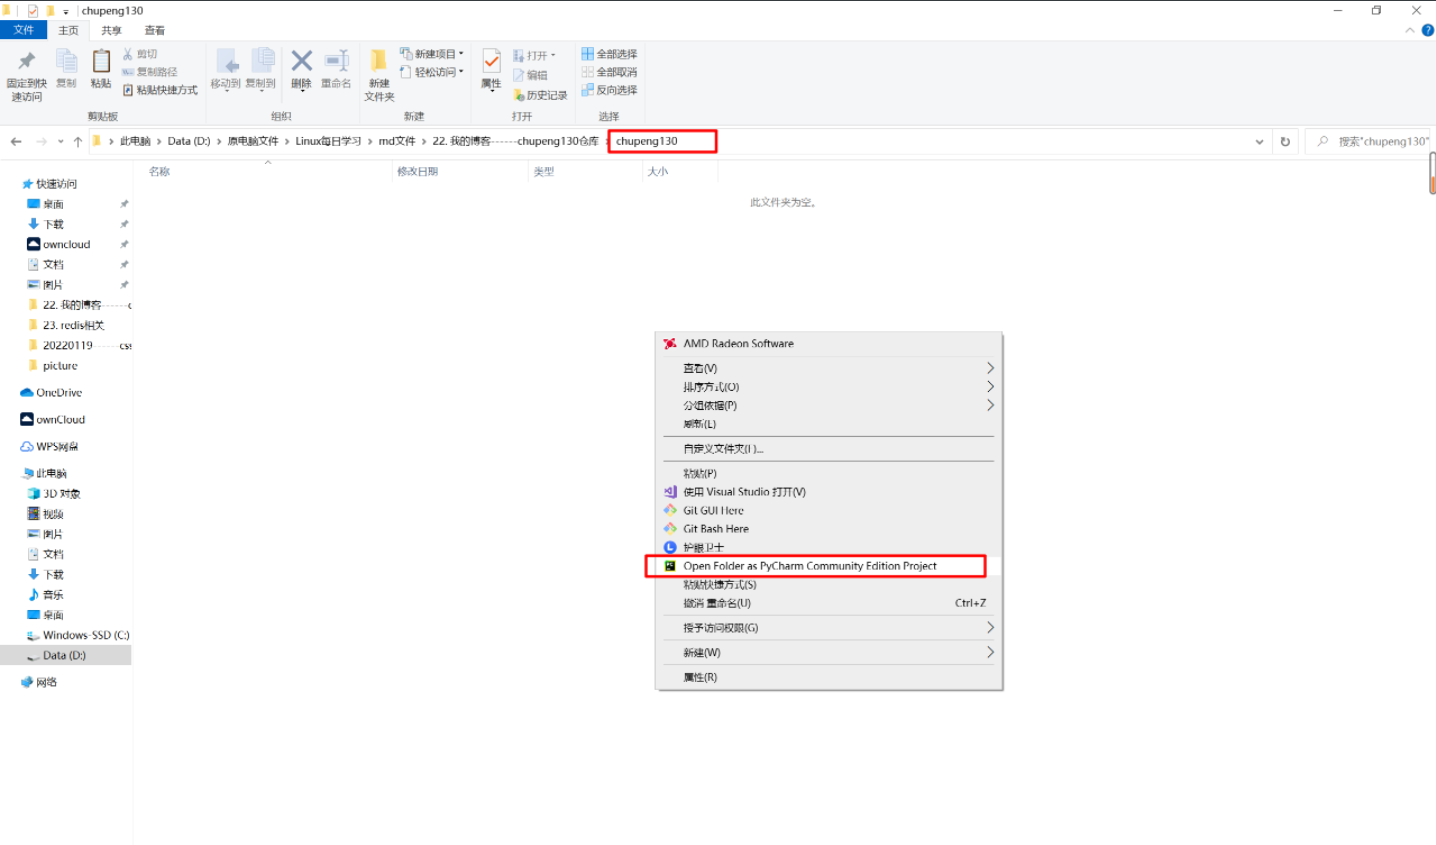 chupeng130
文件 主页 共享 查看
固定到快速访问 复制 粘贴 剪切 复制路径 粘贴快捷方式
移动到 复制到 删除 重命名
新建文件夹 新建项目 轻松访问
属性 打开 编辑 历史记录
全部选择 全部取消 反向选择
剪贴板 组织 新建 打开 选择
此电脑 Data (D:) 原电脑文件 Linux每日学习 md文件 22. 我的博客------chupeng130仓库 chupeng130
搜索"chupeng130"
名称 修改日期 类型 大小
此文件夹为空。
快速访问
桌面
下载
owncloud
文档
图片
22. 我的博客------c
23. redis相关
20220119------css
picture
OneDrive
ownCloud
WPS网盘
此电脑
3D 对象
视频
图片
文档
下载
音乐
桌面
Windows-SSD (C:)
Data (D:)
网络
AMD Radeon Software
查看(V)
排序方式(O)
分组依据(P)
刷新(E)
自定义文件夹(F)...
粘贴(P)
使用 Visual Studio 打开(V)
Git GUI Here
Git Bash Here
护眼卫士
Open Folder as PyCharm Community Edition Project
粘贴快捷方式(S)
撤消 重命名(U) Ctrl+Z
授予访问权限(G)
新建(W)
属性(R)